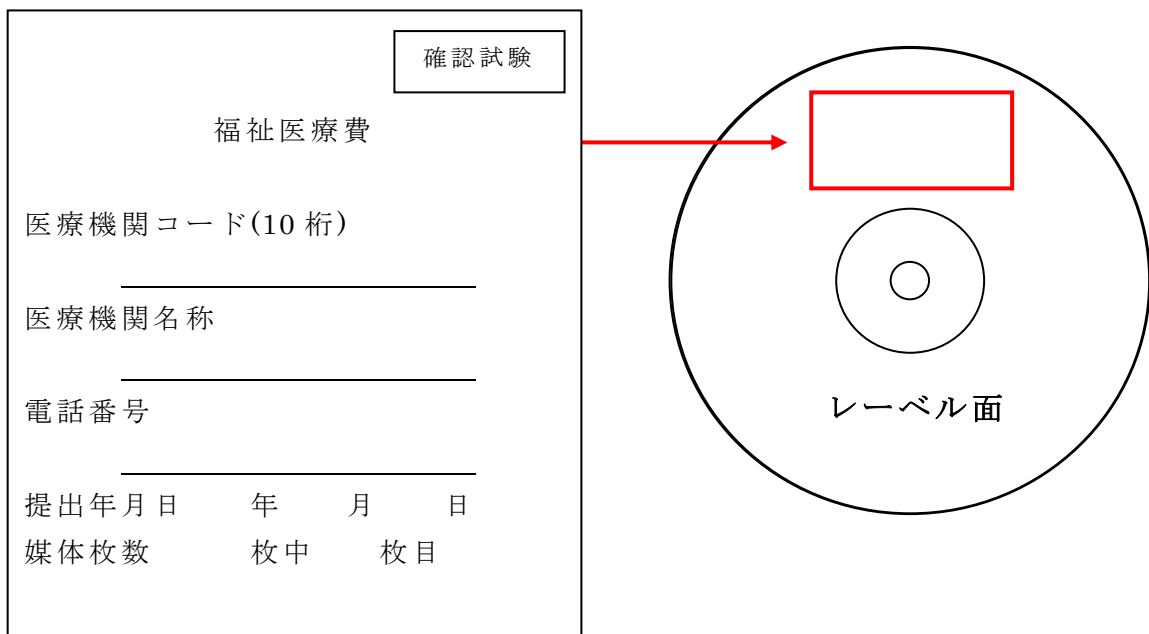 確認試験
福祉医療費
医療機関コード(10 桁)
医療機関名称
電話番号
提出年月日 年 月 日
媒体枚数 枚中 枚目
レーベル面